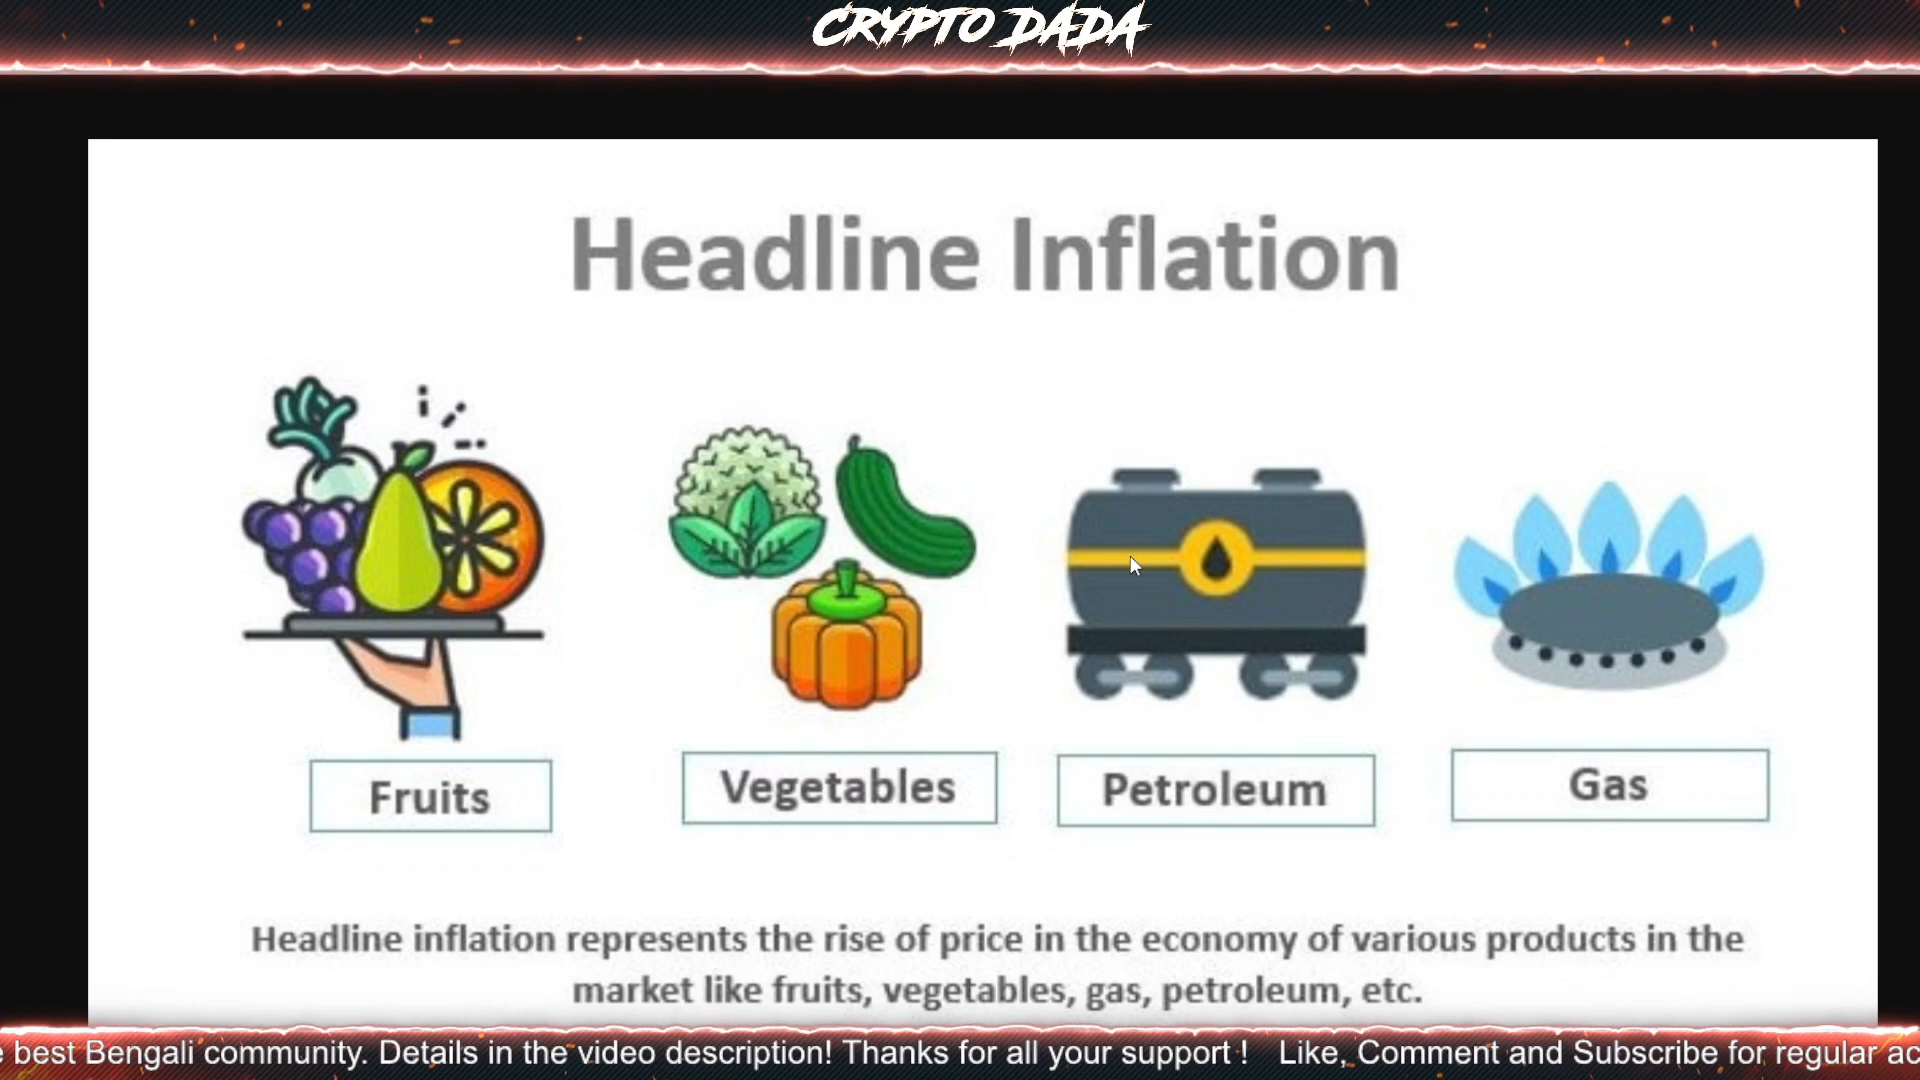 CRYPTO DADA
Headline Inflation
Fruits
Vegetables
Petroleum
Gas
Headline inflation represents the rise of price in the economy of various products in the
market like fruits, vegetables, gas, petroleum, etc.
best Bengali community. Details in the video description! Thanks for all your support ! Like, Comment and Subscribe for regular